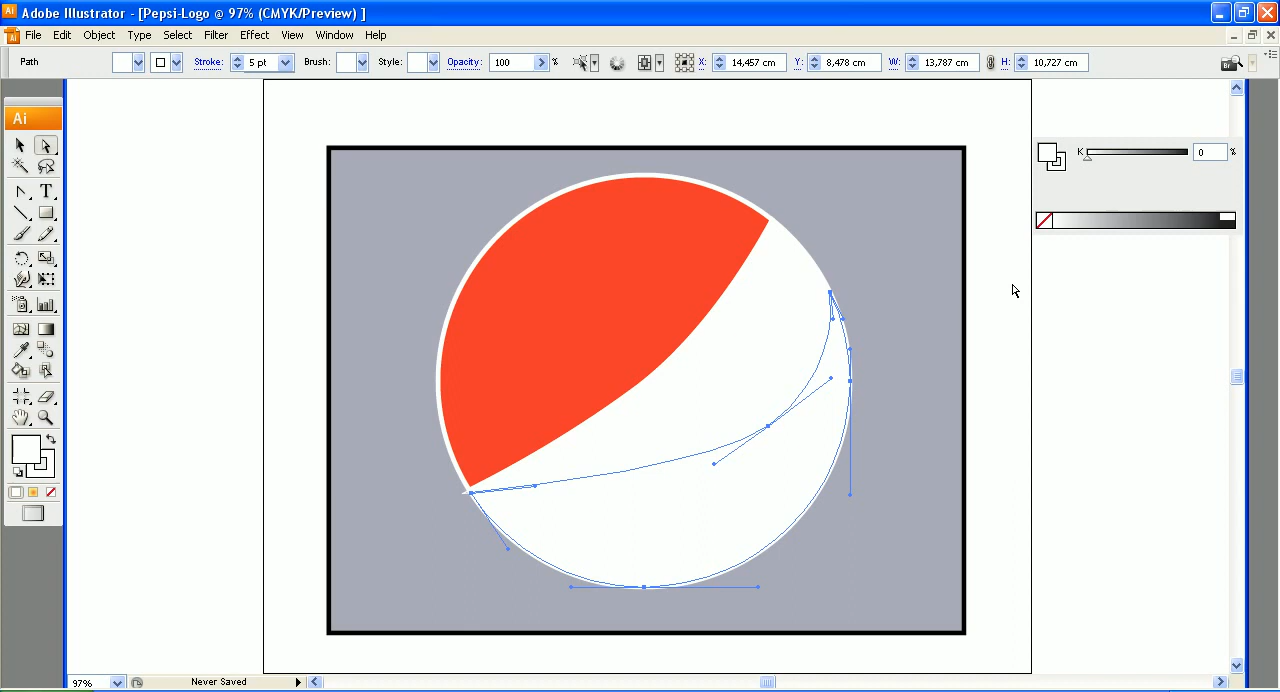 Adobe Illustrator - [Pepsi-Logo @ 97% (CMYK/Preview) ]
File Edit Object Type Select Filter Effect View Window Help
Path Stroke: 5 pt Brush: Style: Opacity: 100 % X: 14,457 cm Y: 8,478 cm W: 13,787 cm H: 10,727 cm Br
Ai
K 0 %
T
97% Never Saved